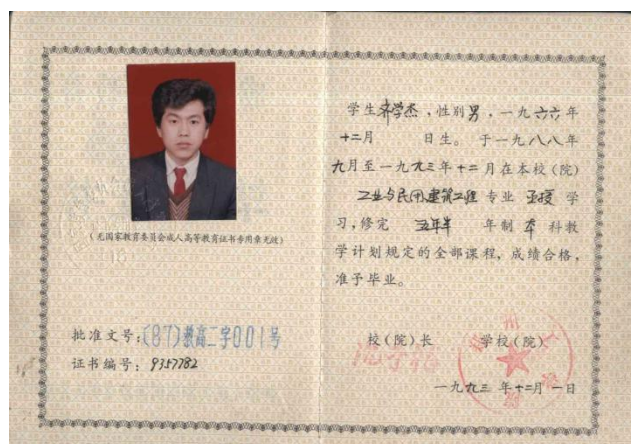 (无国家教育委员会成人高等教育证书专用章无效)
批准文号:(87)教高二字001号
证书编号:9357782
学生齐学杰,性别男,一九六六年
十二月 日生。于一九八八年
九月至一九九三年十二月在本校(院)
工业与民用建筑工程专业 函授 学
习,修完 五年半 年制 本 科教
学计划规定的全部课程,成绩合格,
准予毕业。
校(院)长 学校(院)
一九九三年十二月一日